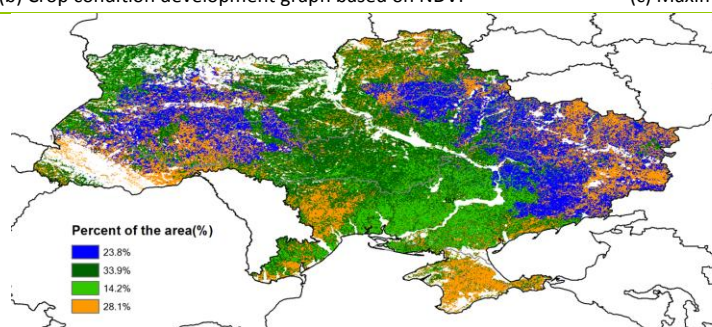 (b) Crop condition development graph based on NDVI
(c) Maxim
Percent of the area(%)
23.8%
33.9%
14.2%
28.1%